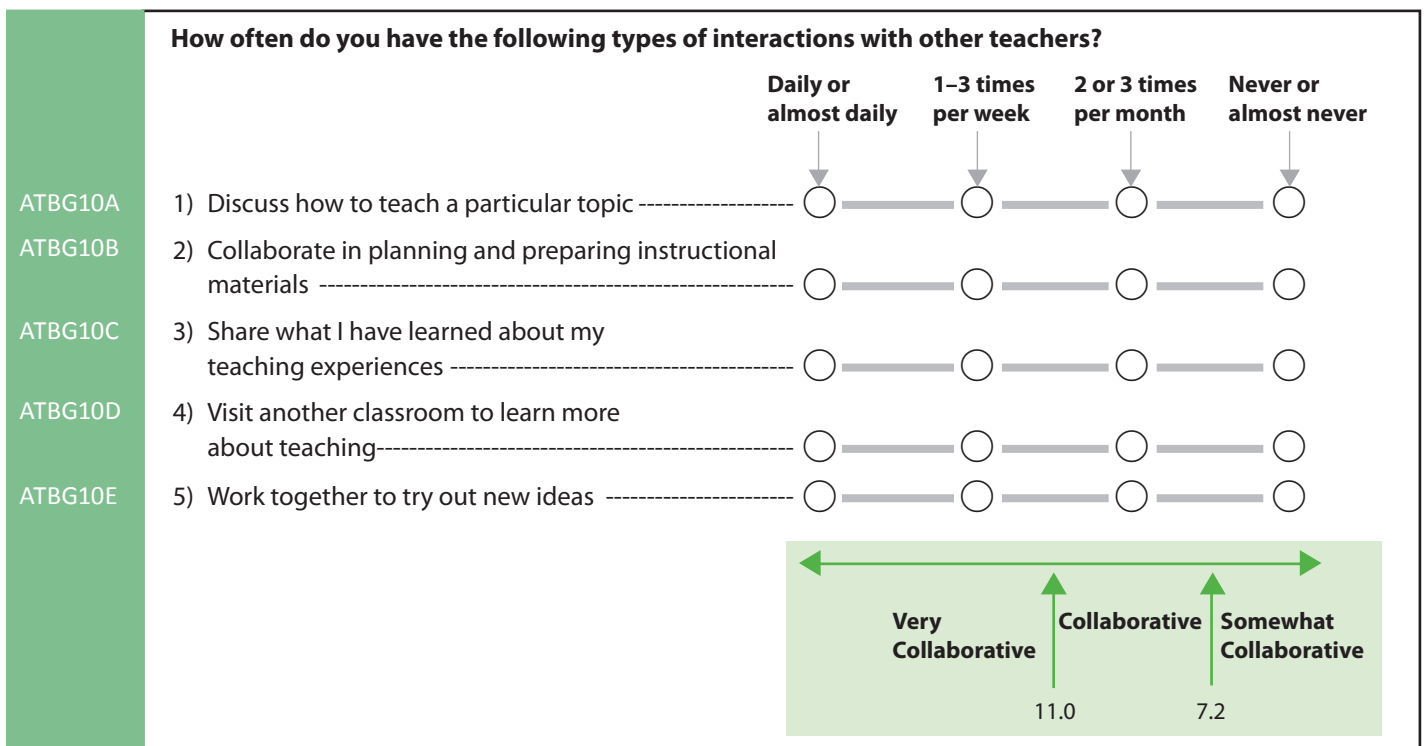 How often do you have the following types of interactions with other teachers?
Daily or almost daily
1–3 times per week
2 or 3 times per month
Never or almost never
ATBG10A
1) Discuss how to teach a particular topic
ATBG10B
2) Collaborate in planning and preparing instructional
materials
ATBG10C
3) Share what I have learned about my
teaching experiences
ATBG10D
4) Visit another classroom to learn more
about teaching
ATBG10E
5) Work together to try out new ideas
Very
Collaborative
Collaborative
Somewhat
Collaborative
11.0
7.2